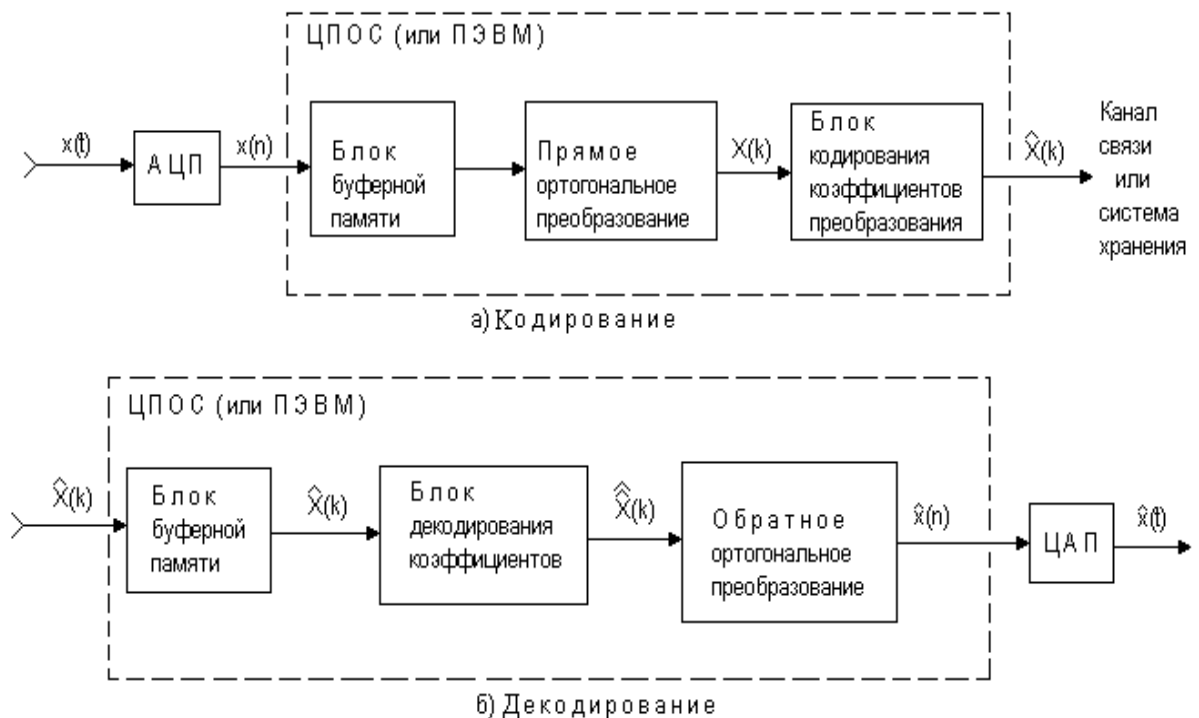 ЦПОС (или ПЭВМ)
x(t)
АЦП
x(n)
Блок
буферной
памяти
Прямое
ортогональное
преобразование
X(k)
Блок
кодирования
коэффициентов
преобразования
X̂(k)
Канал
связи
или
система
хранения
а) Кодирование
ЦПОС (или ПЭВМ)
X̂(k)
Блок
буферной
памяти
X̂(k)
Блок
декодирования
коэффициентов
X̂̂(k)
Обратное
ортогональное
преобразование
x̂(n)
ЦАП
x̂(t)
б) Декодирование